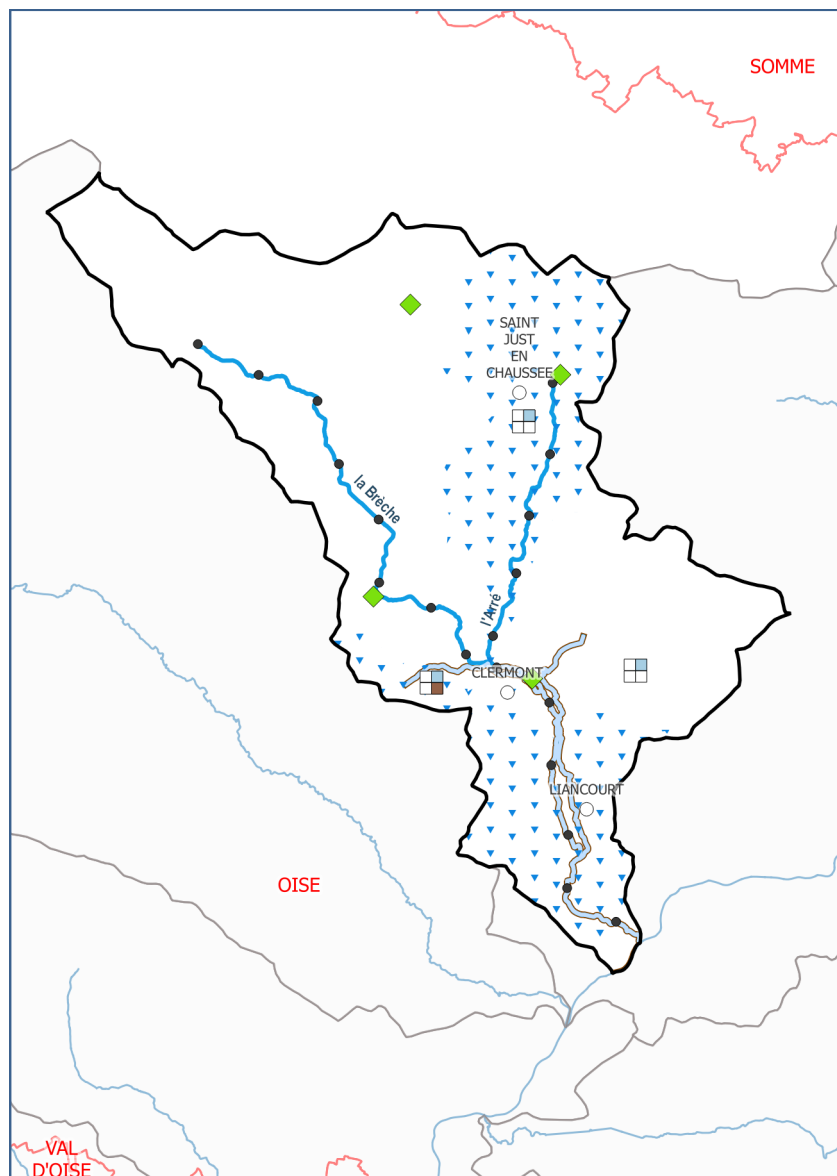 SOMME
SAINT
JUST
EN
CHAUSSEE
la Brèche
l'Arré
CLERMONT
LIANCOURT
OISE
VAL
D'OISE